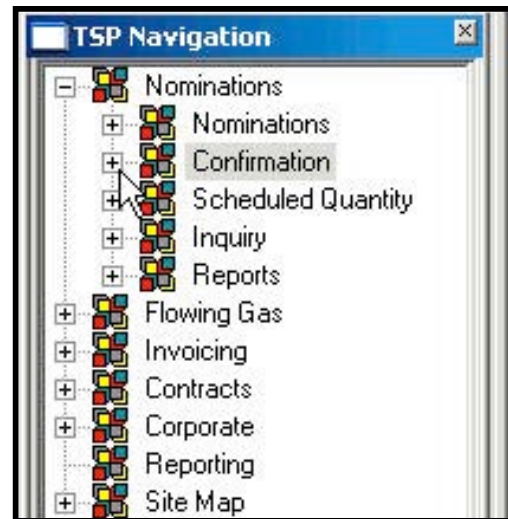 TSP Navigation
Nominations
Nominations
Confirmation
Scheduled Quantity
Inquiry
Reports
Flowing Gas
Invoicing
Contracts
Corporate
Reporting
Site Map